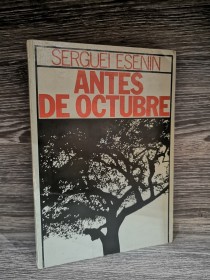 SERGUEI ESENIN
ANTES
DE OCTUBRE